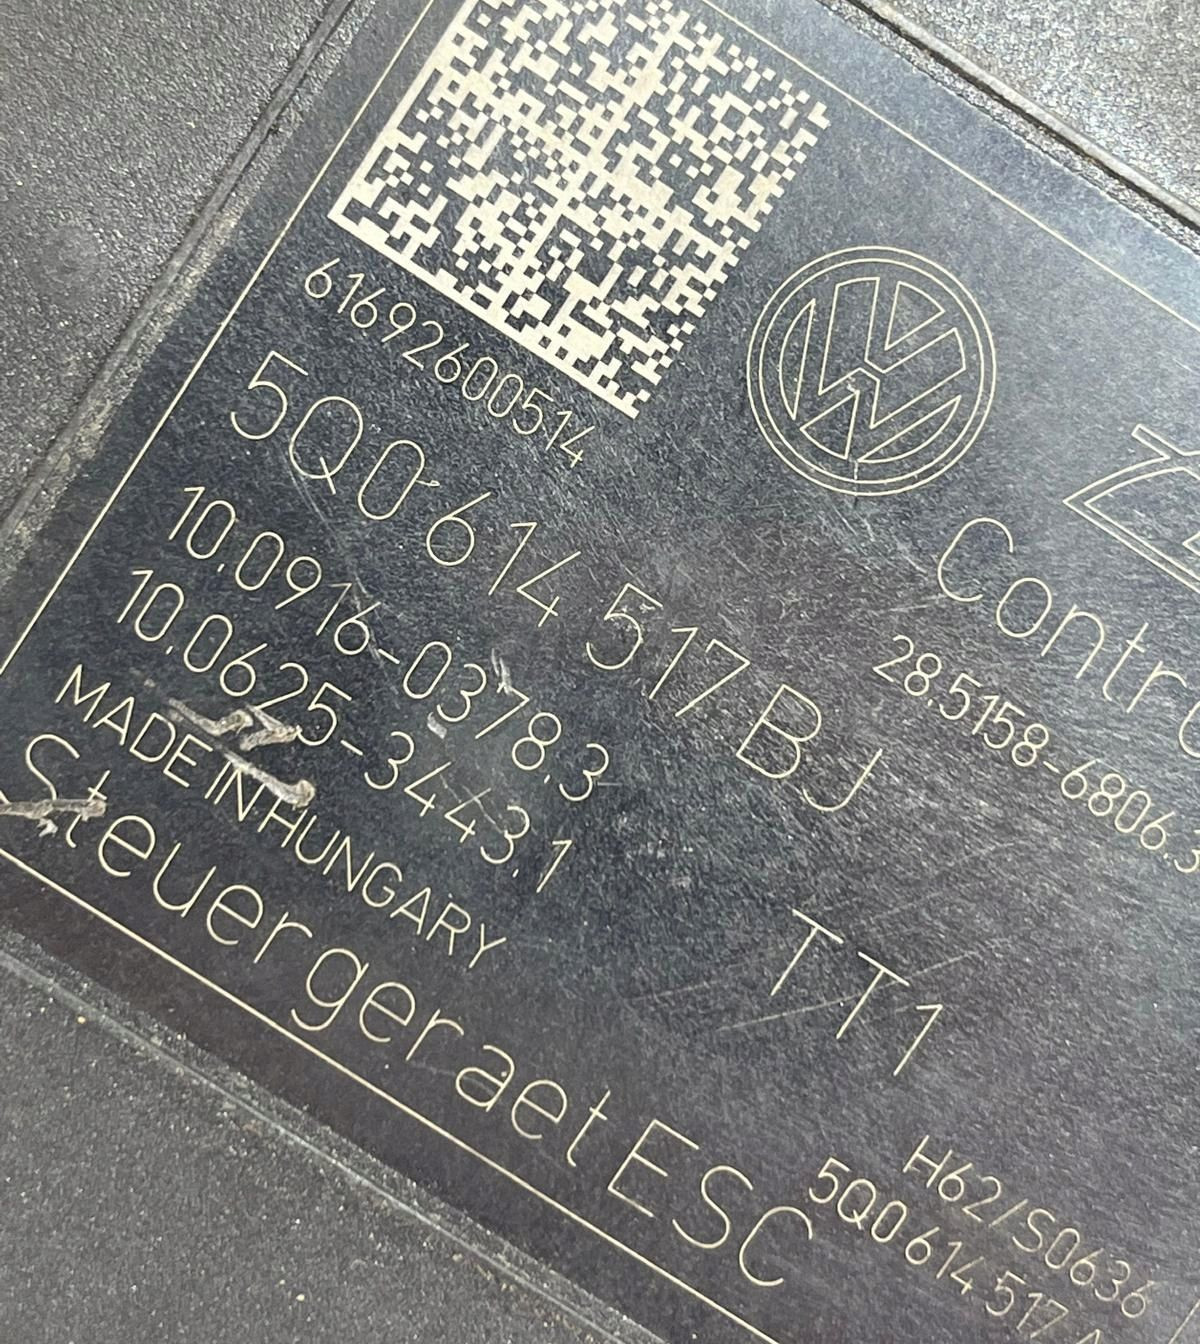 61692600514
5Q0 614 517 BJ
10.0916-0378.3
10.0625-3443.1
MADE IN HUNGARY
Steuergeraet ESC
28.5158-6806.3
TT1
H62/S0636
5Q0 614 517